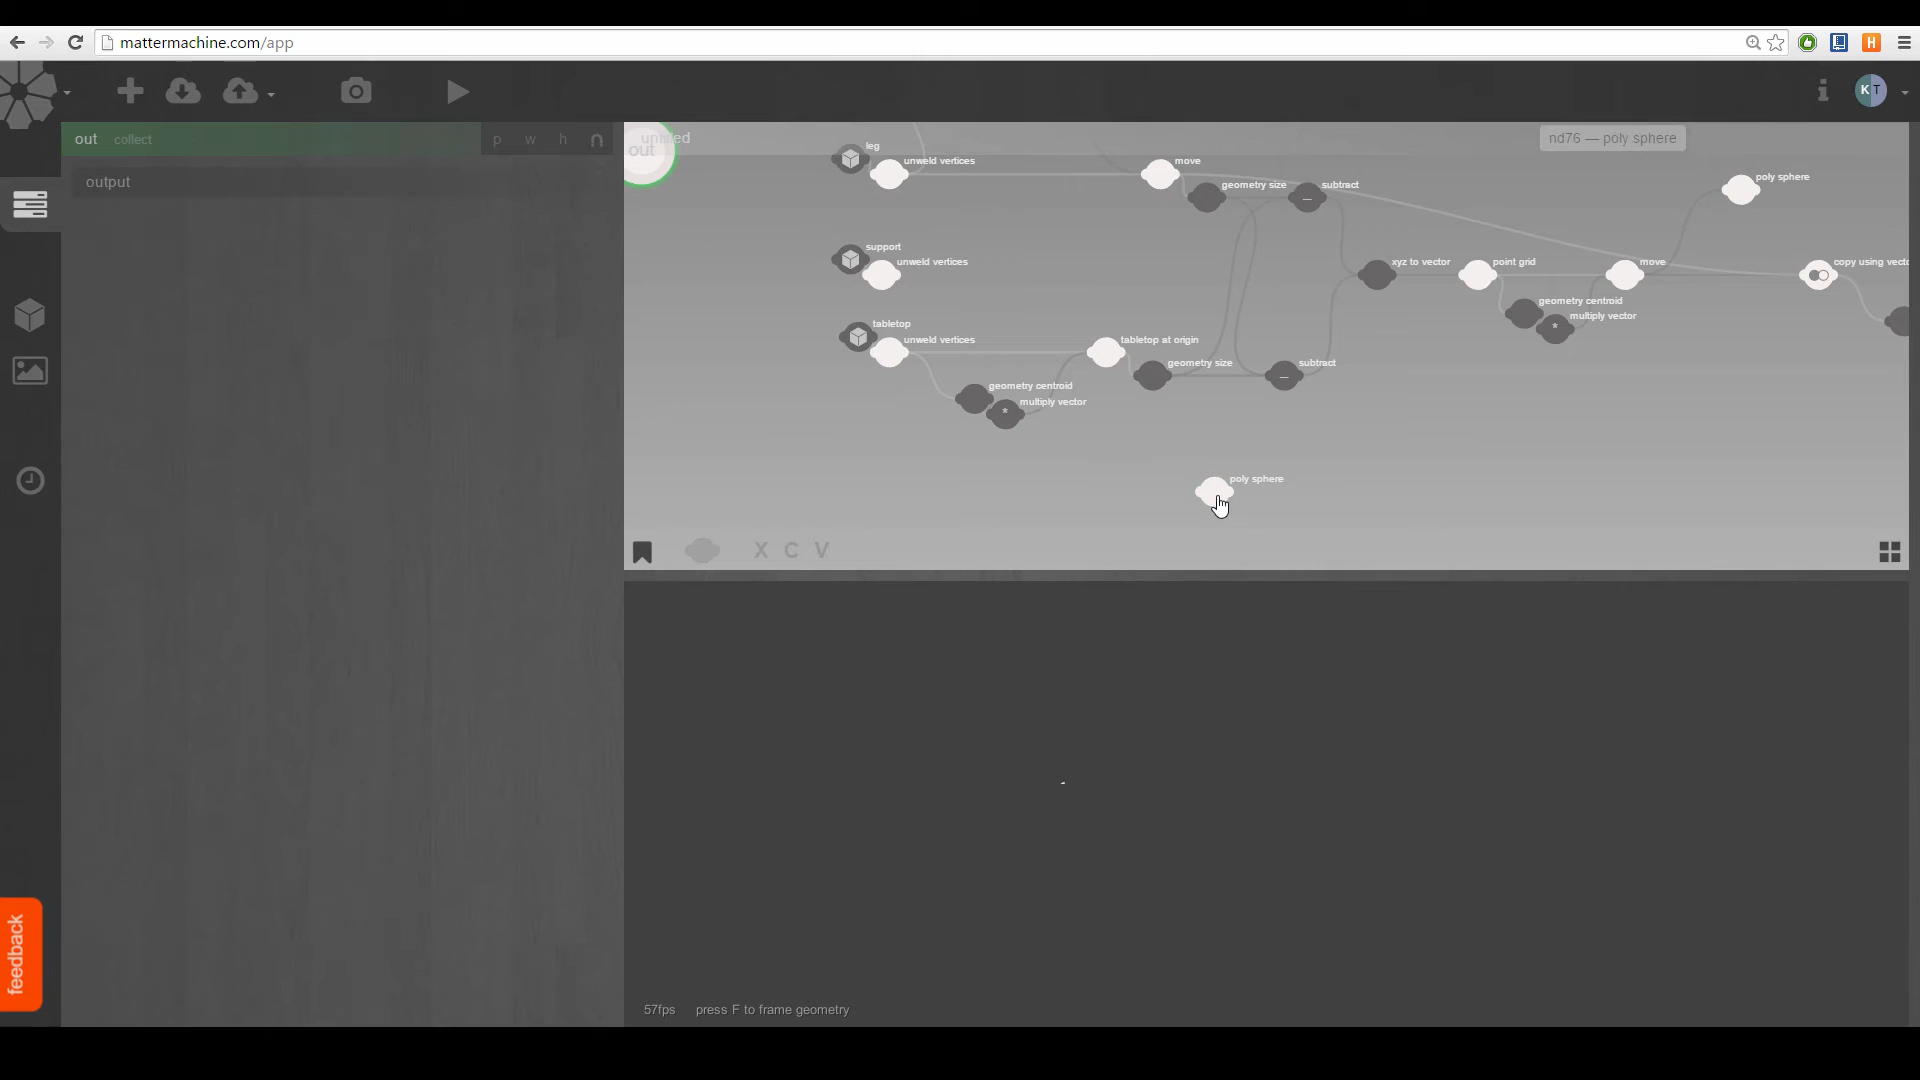 mattermachine.com/app
H
KT
out collect p w h
output
out
untitled
nd76 — poly sphere
leg
unweld vertices
move
geometry size
subtract
poly sphere
support
unweld vertices
xyz to vector
point grid
move
copy using vecto
geometry centroid
multiply vector
*
tabletop
unweld vertices
tabletop at origin
geometry size
subtract
geometry centroid
multiply vector
*
poly sphere
X C V
feedback
57fps press F to frame geometry